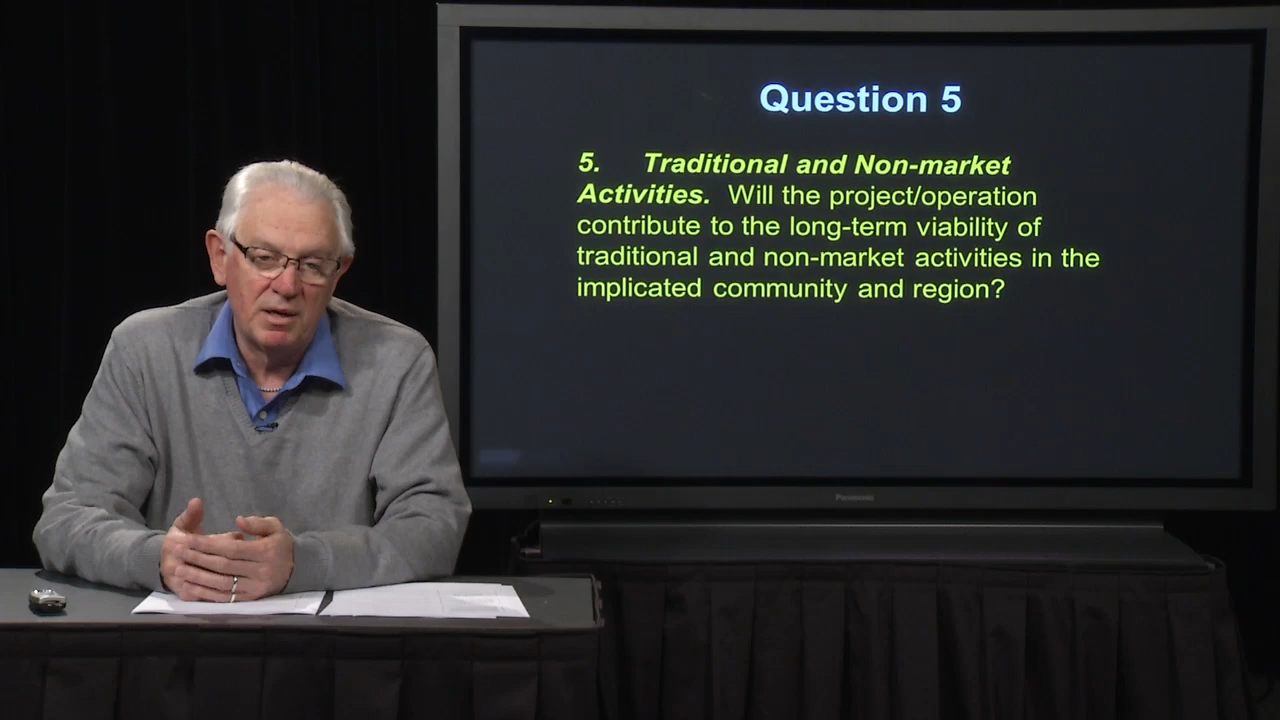 Question 5
5. Traditional and Non-market
Activities. Will the project/operation
contribute to the long-term viability of
traditional and non-market activities in the
implicated community and region?
Panasonic